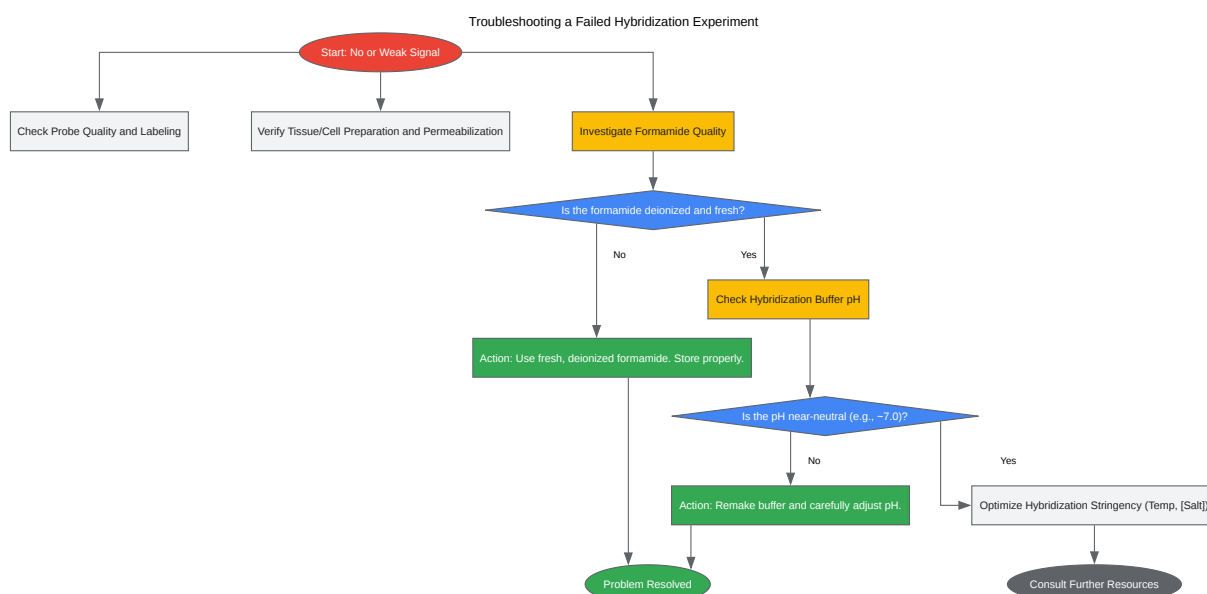 Troubleshooting a Failed Hybridization Experiment
Start: No or Weak Signal
Check Probe Quality and Labeling
Verify Tissue/Cell Preparation and Permeabilization
Investigate Formamide Quality
Is the formamide deionized and fresh?
No
Yes
Check Hybridization Buffer pH
Action: Use fresh, deionized formamide. Store properly.
Is the pH near-neutral (e.g., ~7.0)?
No
Yes
Action: Remake buffer and carefully adjust pH.
Optimize Hybridization Stringency (Temp, [Salt])
Problem Resolved
Consult Further Resources